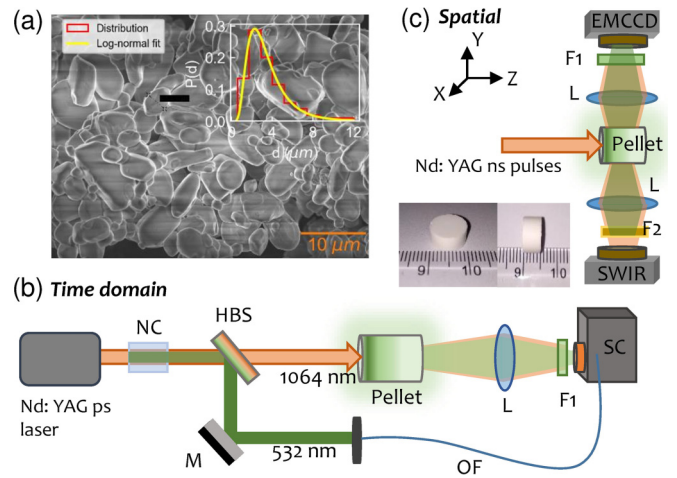 (a)
Distribution
Log-normal fit
P(d)
0.3
0.2
0.1
0.0
0 4 8 12
d (μm)
10 μm
(c) Spatial
Y
Z
X
EMCCD
F1
L
Pellet
Nd: YAG ns pulses
L
F2
SWIR
9 10
9 10
(b) Time domain
NC
HBS
SC
1064 nm
Nd: YAG ps
laser
Pellet
L
F1
M
532 nm
OF